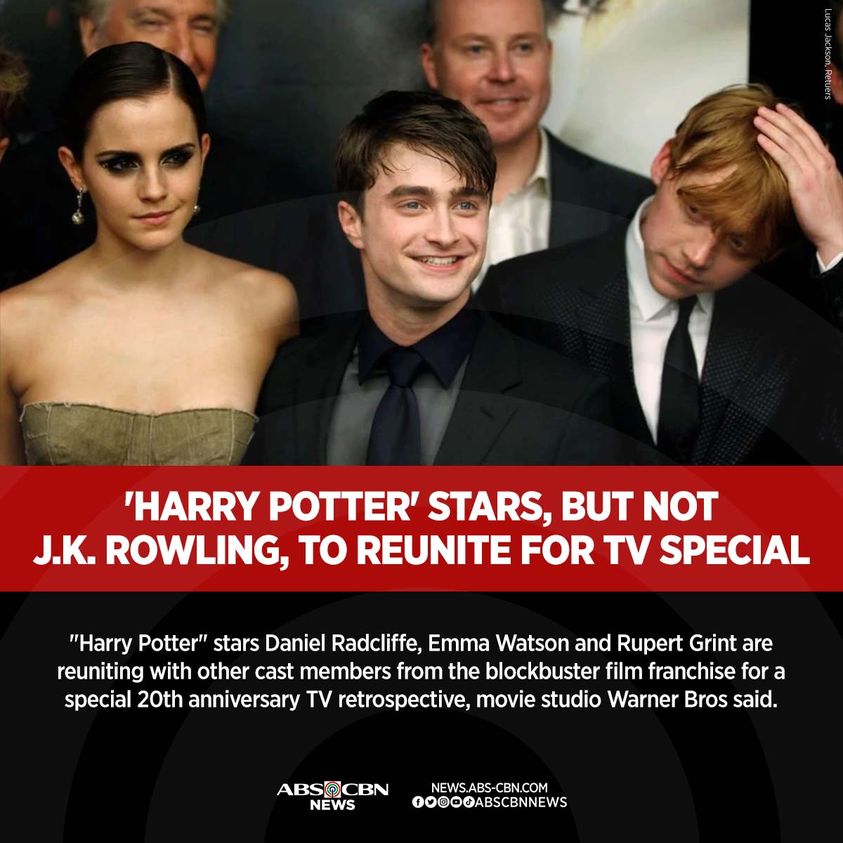 Lucas Jackson, Retuers
'HARRY POTTER' STARS, BUT NOT
J.K. ROWLING, TO REUNITE FOR TV SPECIAL
"Harry Potter" stars Daniel Radcliffe, Emma Watson and Rupert Grint are
reuniting with other cast members from the blockbuster film franchise for a
special 20th anniversary TV retrospective, movie studio Warner Bros said.
ABS CBN
NEWS
NEWS.ABS-CBN.COM
ABSCBNNEWS